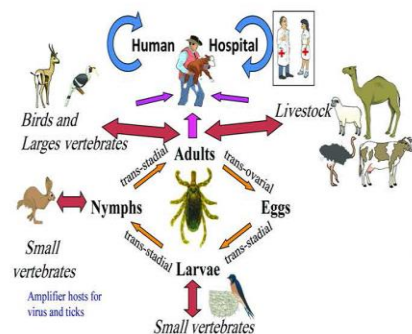 Human Hospital
Birds and
Larges vertebrates
Livestock
Adults
trans-stadial
trans-ovarial
Nymphs
Eggs
trans-stadial
trans-stadial
Larvae
Small
vertebrates
Amplifier hosts for
virus and ticks
Small vertebrates